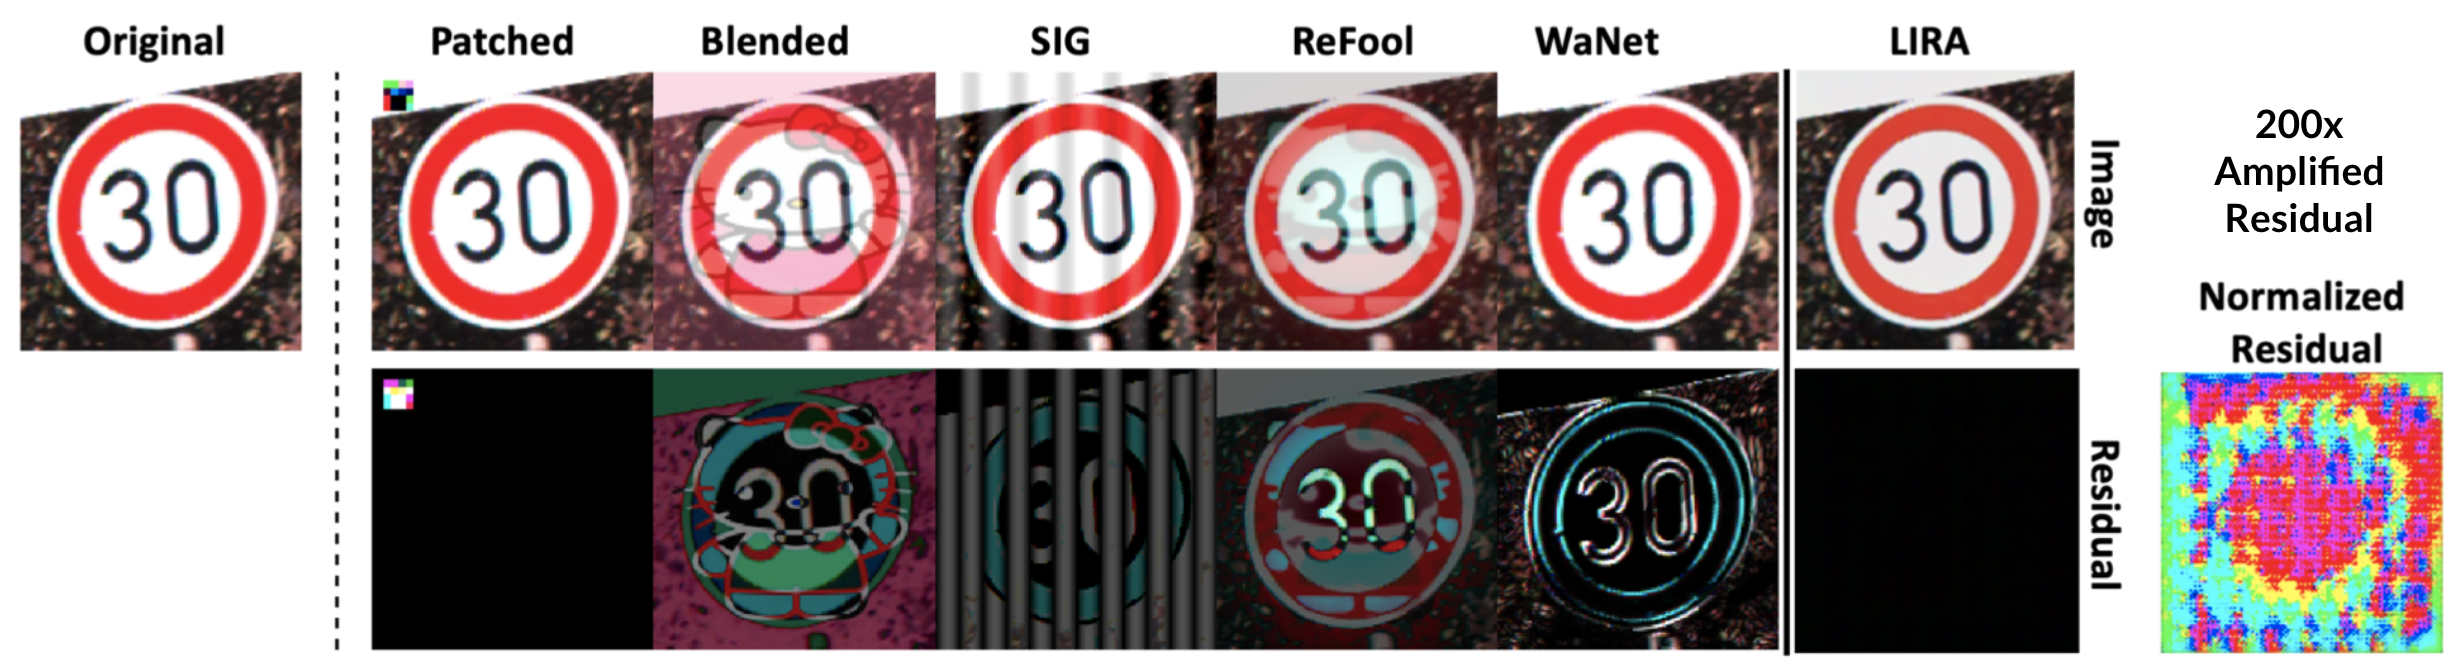 Original
Patched
Blended
SIG
ReFool
WaNet
LIRA
30
30
30
30
30
30
30
Image
200x
Amplified
Residual
Normalized
Residual
30
30
30
30
Residual